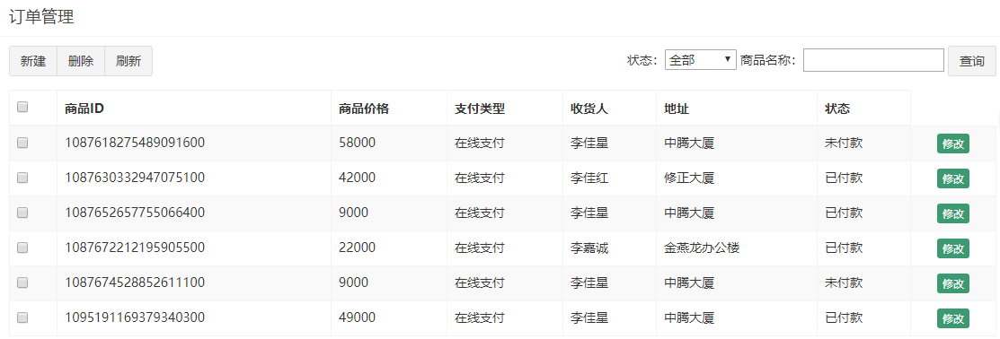 订单管理
新建 删除 刷新 状态: 全部 商品名称: 查询
商品ID 商品价格 支付类型 收货人 地址 状态
1087618275489091600 58000 在线支付 李佳星 中腾大厦 未付款 修改
1087630332947075100 42000 在线支付 李佳红 修正大厦 已付款 修改
1087652657755066400 9000 在线支付 李佳星 中腾大厦 已付款 修改
1087672212195905500 22000 在线支付 李嘉诚 金燕龙办公楼 已付款 修改
1087674528852611100 9000 在线支付 李佳星 中腾大厦 未付款 修改
1095191169379340300 49000 在线支付 李佳星 中腾大厦 已付款 修改